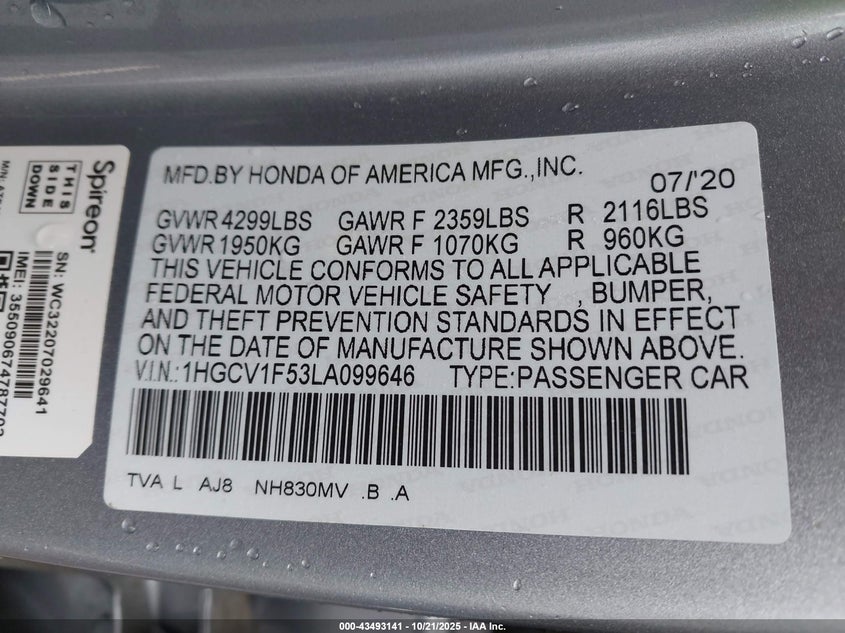 MFD.BY HONDA OF AMERICA MFG.,INC.
07/'20
GVWR 4299LBS GAWR F 2359LBS R 2116LBS
GVWR 1950KG GAWR F 1070KG R 960KG
THIS VEHICLE CONFORMS TO ALL APPLICABLE
FEDERAL MOTOR VEHICLE SAFETY , BUMPER,
AND THEFT PREVENTION STANDARDS IN EFFECT
ON THE DATE OF MANUFACTURE SHOWN ABOVE.
V.I.N.:1HGCV1F53LA099646 TYPE:PASSENGER CAR
TVA L AJ8 NH830MV .B .A
Spireon
THIS
SIDE
DOWN
SN: WC32207029641
IMEI: 355090674787703
000-43493141 - 10/21/2025 - IAA Inc.